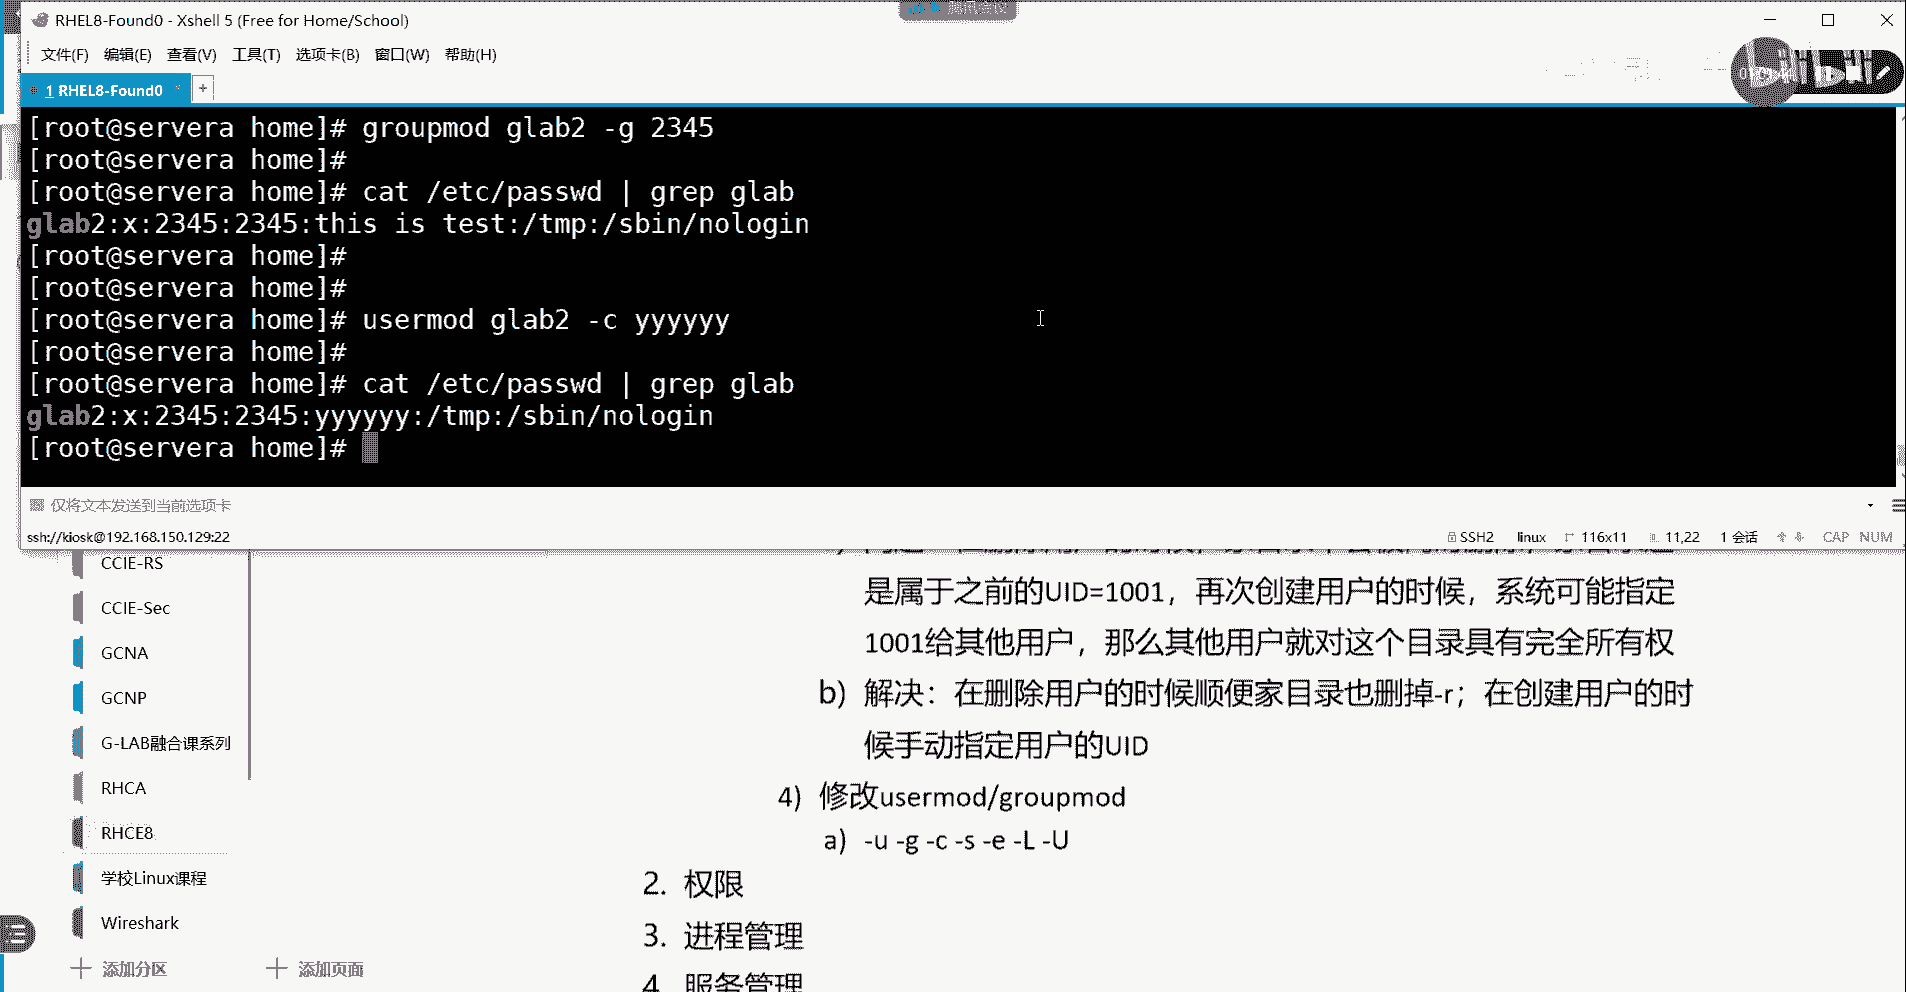 RHEL8-Found0 - Xshell 5 (Free for Home/School)
文件(F) 编辑(E) 查看(V) 工具(T) 选项卡(B) 窗口(W) 帮助(H)
1 RHEL8-Found0 +
[root@servera home]# groupmod glab2 -g 2345
[root@servera home]#
[root@servera home]# cat /etc/passwd | grep glab
glab2:x:2345:2345:this is test:/tmp:/sbin/nologin
[root@servera home]#
[root@servera home]#
[root@servera home]# usermod glab2 -c yyyyyy
[root@servera home]#
[root@servera home]# cat /etc/passwd | grep glab
glab2:x:2345:2345:yyyyyy:/tmp:/sbin/nologin
[root@servera home]#
仅将文本发送到当前选项卡
ssh://kiosk@192.168.150.129:22 SSH2 linux 116x11 11,22 1 会话 CAP NUM
CCIE-RS
CCIE-Sec
GCNA
GCNP
G-LAB融合课系列
RHCA
RHCE8
学校Linux课程
Wireshark
添加分区 添加页面
是属于之前的UID=1001，再次创建用户的时候，系统可能指定
1001给其他用户，那么其他用户就对这个目录具有完全所有权
b) 解决：在删除用户的时候顺便家目录也删掉-r；在创建用户的时
候手动指定用户的UID
4) 修改usermod/groupmod
a) -u -g -c -s -e -L -U
2. 权限
3. 进程管理
4. 服务管理